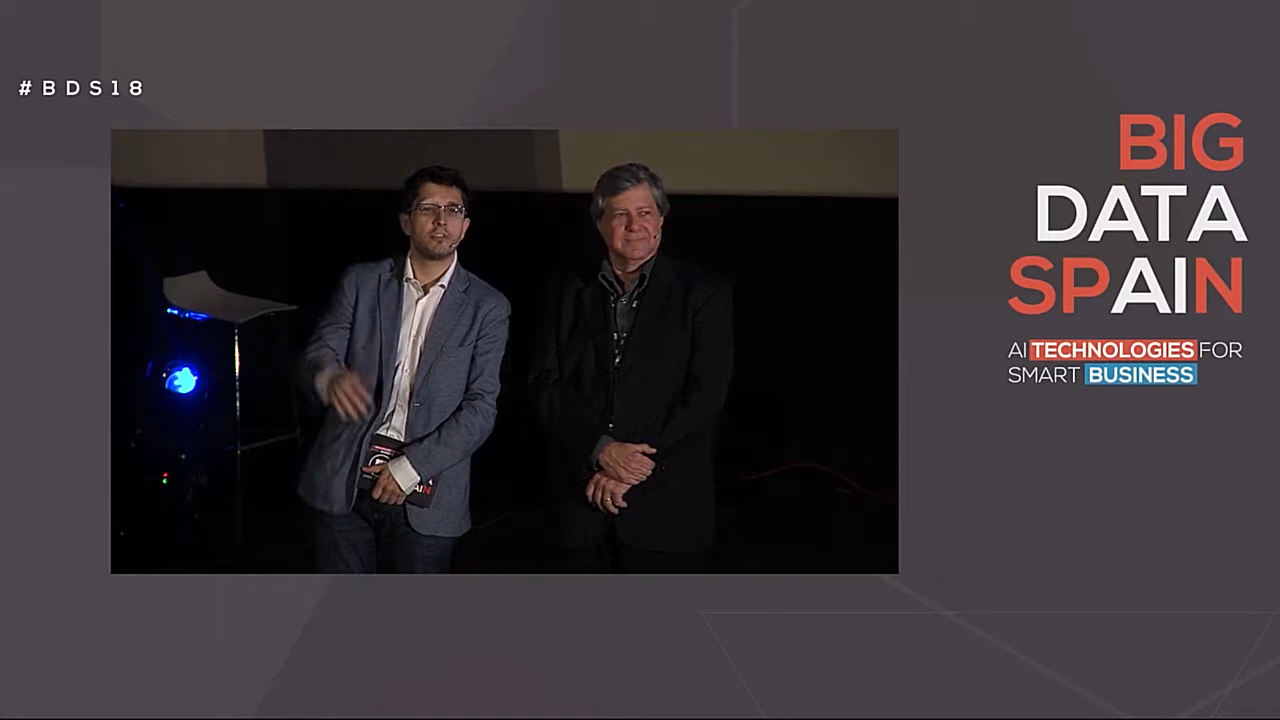 #BDS18
BIG
DATA
SPAIN
AI TECHNOLOGIES FOR
SMART BUSINESS